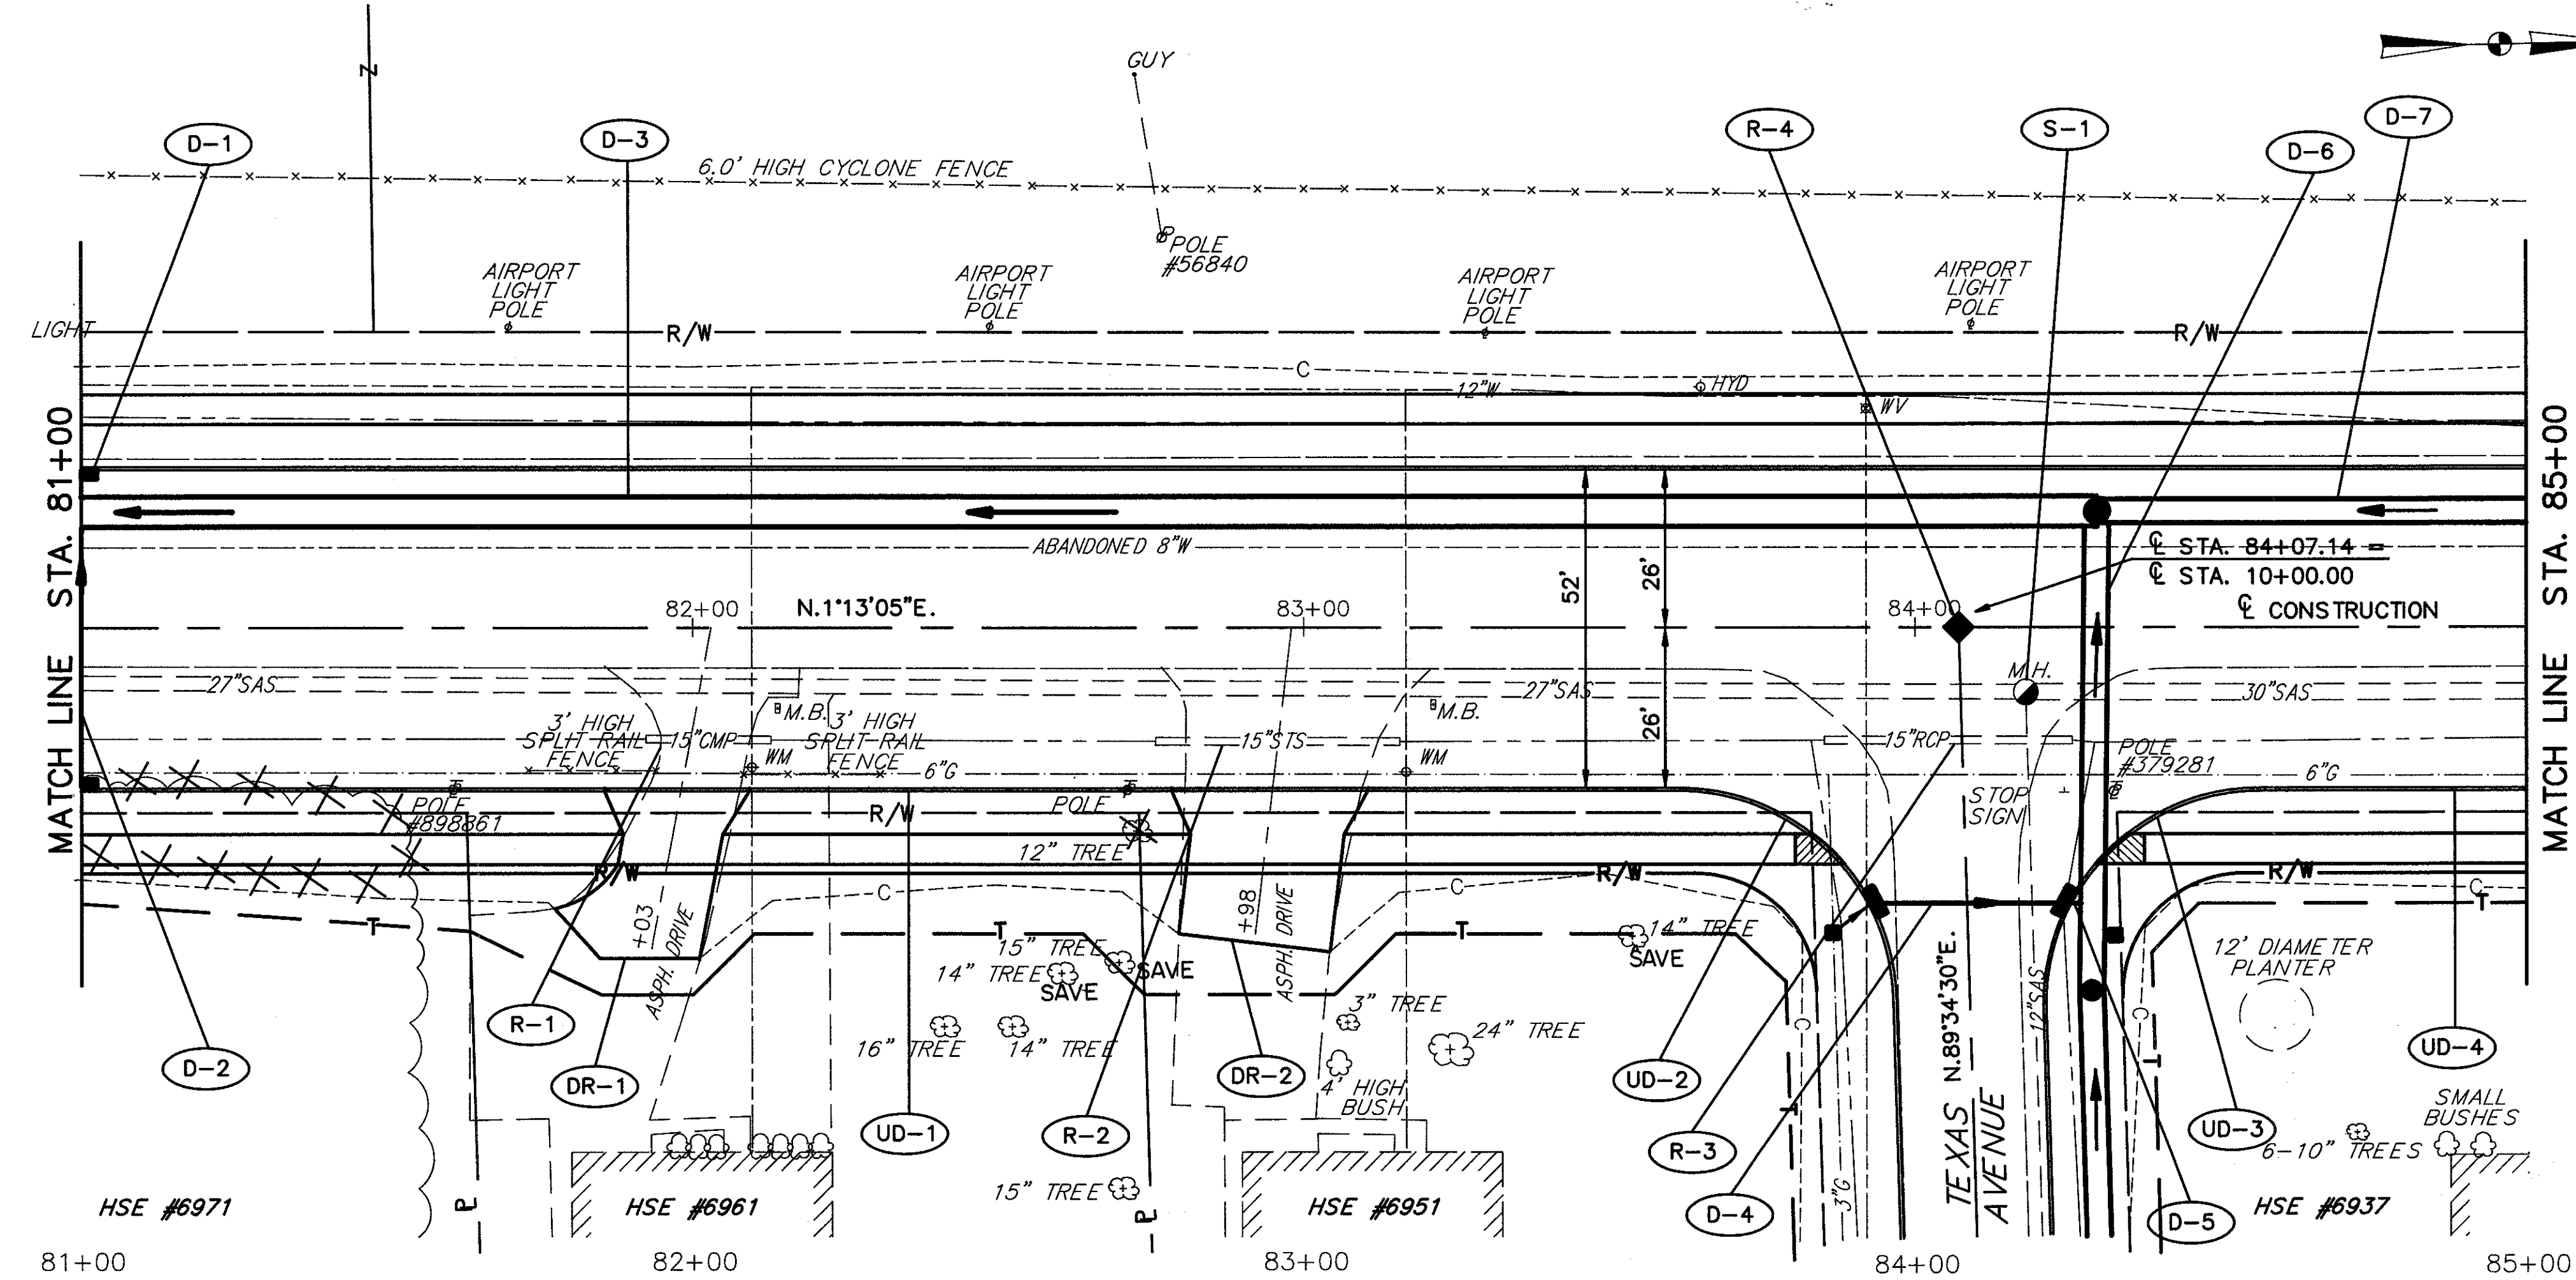 GUY
D-1
D-3
R-4
S-1
D-7
D-6
6.0' HIGH CYCLONE FENCE
Z
POLE
#56840
AIRPORT
LIGHT
POLE
AIRPORT
LIGHT
POLE
AIRPORT
LIGHT
POLE
AIRPORT
LIGHT
POLE
LIGHT
R/W
R/W
C
12"W
HYD
WV
MATCH LINE STA. 81+00
MATCH LINE STA. 85+00
ABANDONED 8"W
52'
26'
26'
℄ STA. 84+07.14 =
℄ STA. 10+00.00
℄ CONSTRUCTION
82+00
N.1°13'05"E.
83+00
84+00
27"SAS
27"SAS
M.H.
30"SAS
M.B.
M.B.
3' HIGH
SPLIT RAIL
FENCE
15"CMP
3' HIGH
SPLIT RAIL
FENCE
15"STS
15"RCP
WM
WM
6"G
6"G
POLE
#379281
STOP
SIGN
POLE
#898861
R/W
POLE
12" TREE
R/W
R/W
R/W
C
C
C
T
T
T
T
+03
ASPH. DRIVE
+98
ASPH. DRIVE
15" TREE
14" TREE
SAVE
SAVE
14" TREE
SAVE
12' DIAMETER
PLANTER
3" TREE
24" TREE
16" TREE
14" TREE
4' HIGH
BUSH
R-1
D-2
DR-1
UD-1
R-2
DR-2
UD-2
R-3
D-4
UD-3
UD-4
D-5
C
C
T
T
12"SAS
3"G
N.89°34'30"E.
TEXAS
AVENUE
SMALL
BUSHES
6-10" TREES
15" TREE
HSE #6971
HSE #6961
HSE #6951
HSE #6937
P
P
81+00
82+00
83+00
84+00
85+00